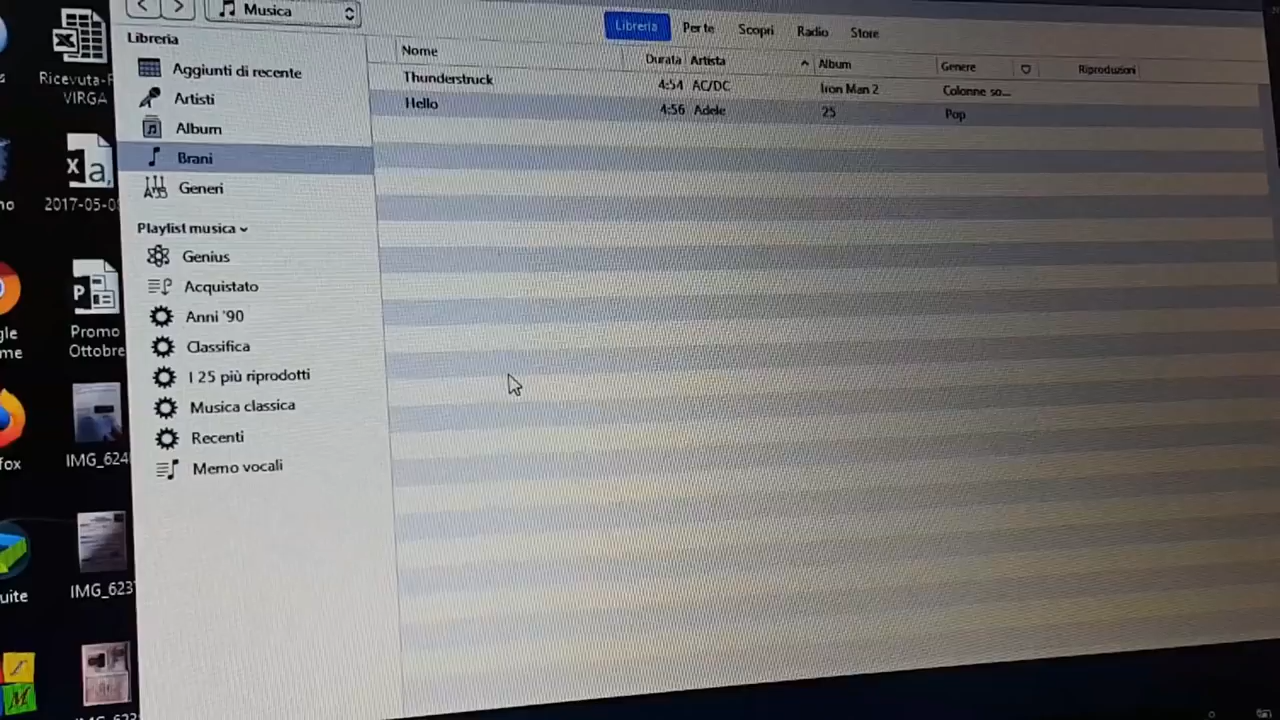 Musica
Libreria
Per te
Scopri
Radio
Store
Libreria
Aggiunti di recente
Artisti
Album
Brani
Generi
Playlist musica
Genius
Acquistato
Anni '90
Classifica
I 25 più riprodotti
Musica classica
Recenti
Memo vocali
Nome Durata Artista Album Genere Riproduzioni
Thunderstruck 4:54 AC/DC Iron Man 2 Colonne so...
Hello 4:56 Adele 25 Pop
Ricevuta-F
VIRGA
2017-05-0
Promo
Ottobre
IMG_624
IMG_623
uite